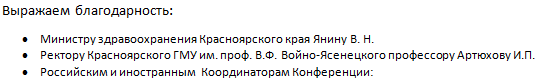 Выражаем благодарность:
• Министру здравоохранения Красноярского края Янину В. Н.
• Ректору Красноярского ГМУ им. проф. В.Ф. Войно-Ясенецкого профессору Артюхову И.П.
• Российским и иностранным Координаторам Конференции: